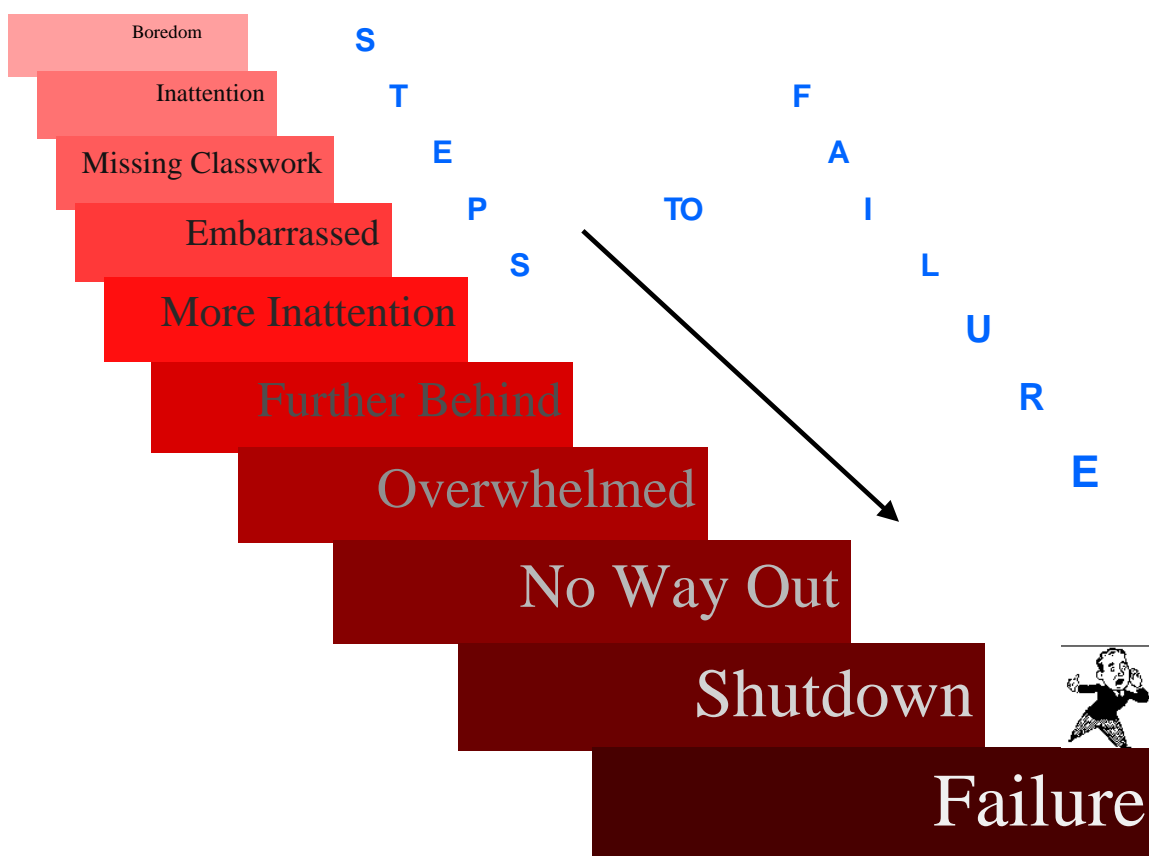 Boredom
Inattention
Missing Classwork
Embarrassed
More Inattention
Further Behind
Overwhelmed
No Way Out
Shutdown
Failure
STEPS
TO
FAILURE